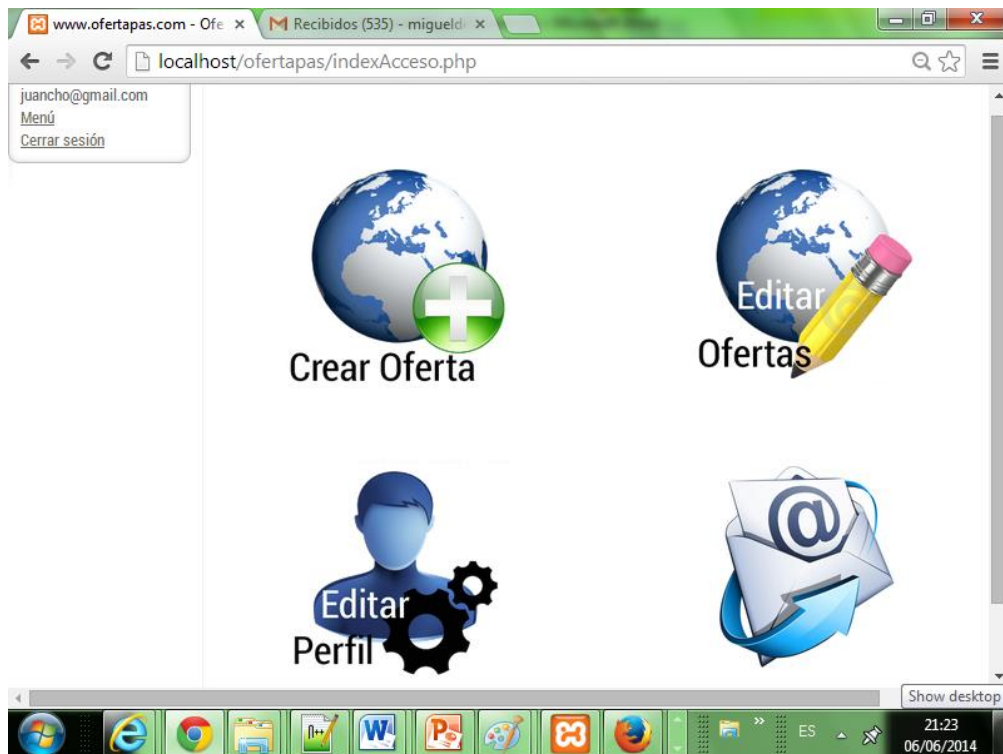 www.ofertapas.com - Ofe
Recibidos (535) - migueld
localhost/ofertapas/indexAcceso.php
juancho@gmail.com
Menú
Cerrar sesión
Crear Oferta
Editar
Ofertas
Editar
Perfil
@
Show desktop
ES
21:23
06/06/2014